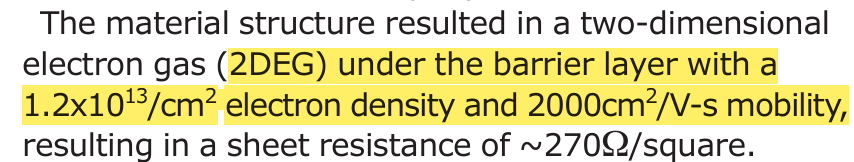 The material structure resulted in a two-dimensional
electron gas (2DEG) under the barrier layer with a
1.2x10¹³/cm² electron density and 2000cm²/V-s mobility,
resulting in a sheet resistance of ~270Ω/square.